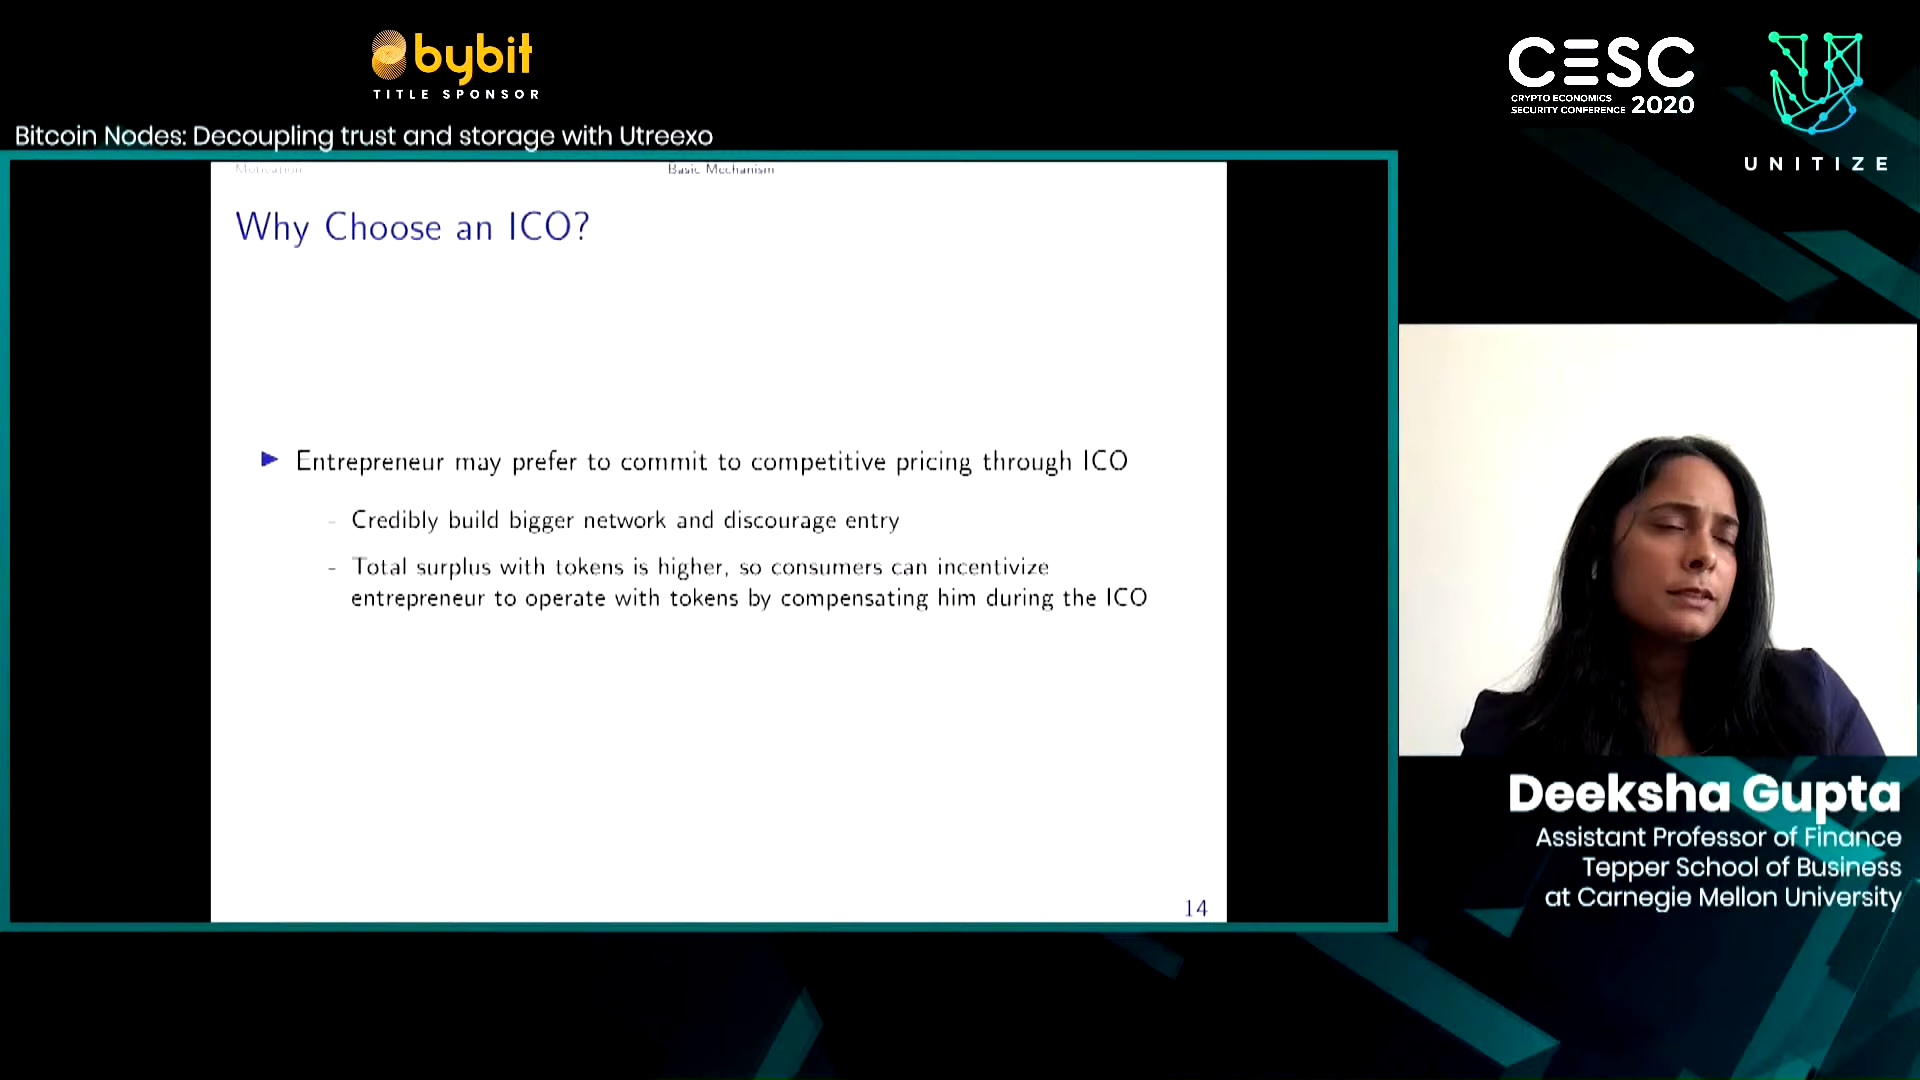 bybit
TITLE SPONSOR
CESC
CRYPTO ECONOMICS
SECURITY CONFERENCE 2020
UNITIZE
Bitcoin Nodes: Decoupling trust and storage with Utreexo
Motivation
Basic Mechanism
Why Choose an ICO?
Entrepreneur may prefer to commit to competitive pricing through ICO
- Credibly build bigger network and discourage entry
- Total surplus with tokens is higher, so consumers can incentivize
entrepreneur to operate with tokens by compensating him during the ICO
14
Deeksha Gupta
Assistant Professor of Finance
Tepper School of Business
at Carnegie Mellon University